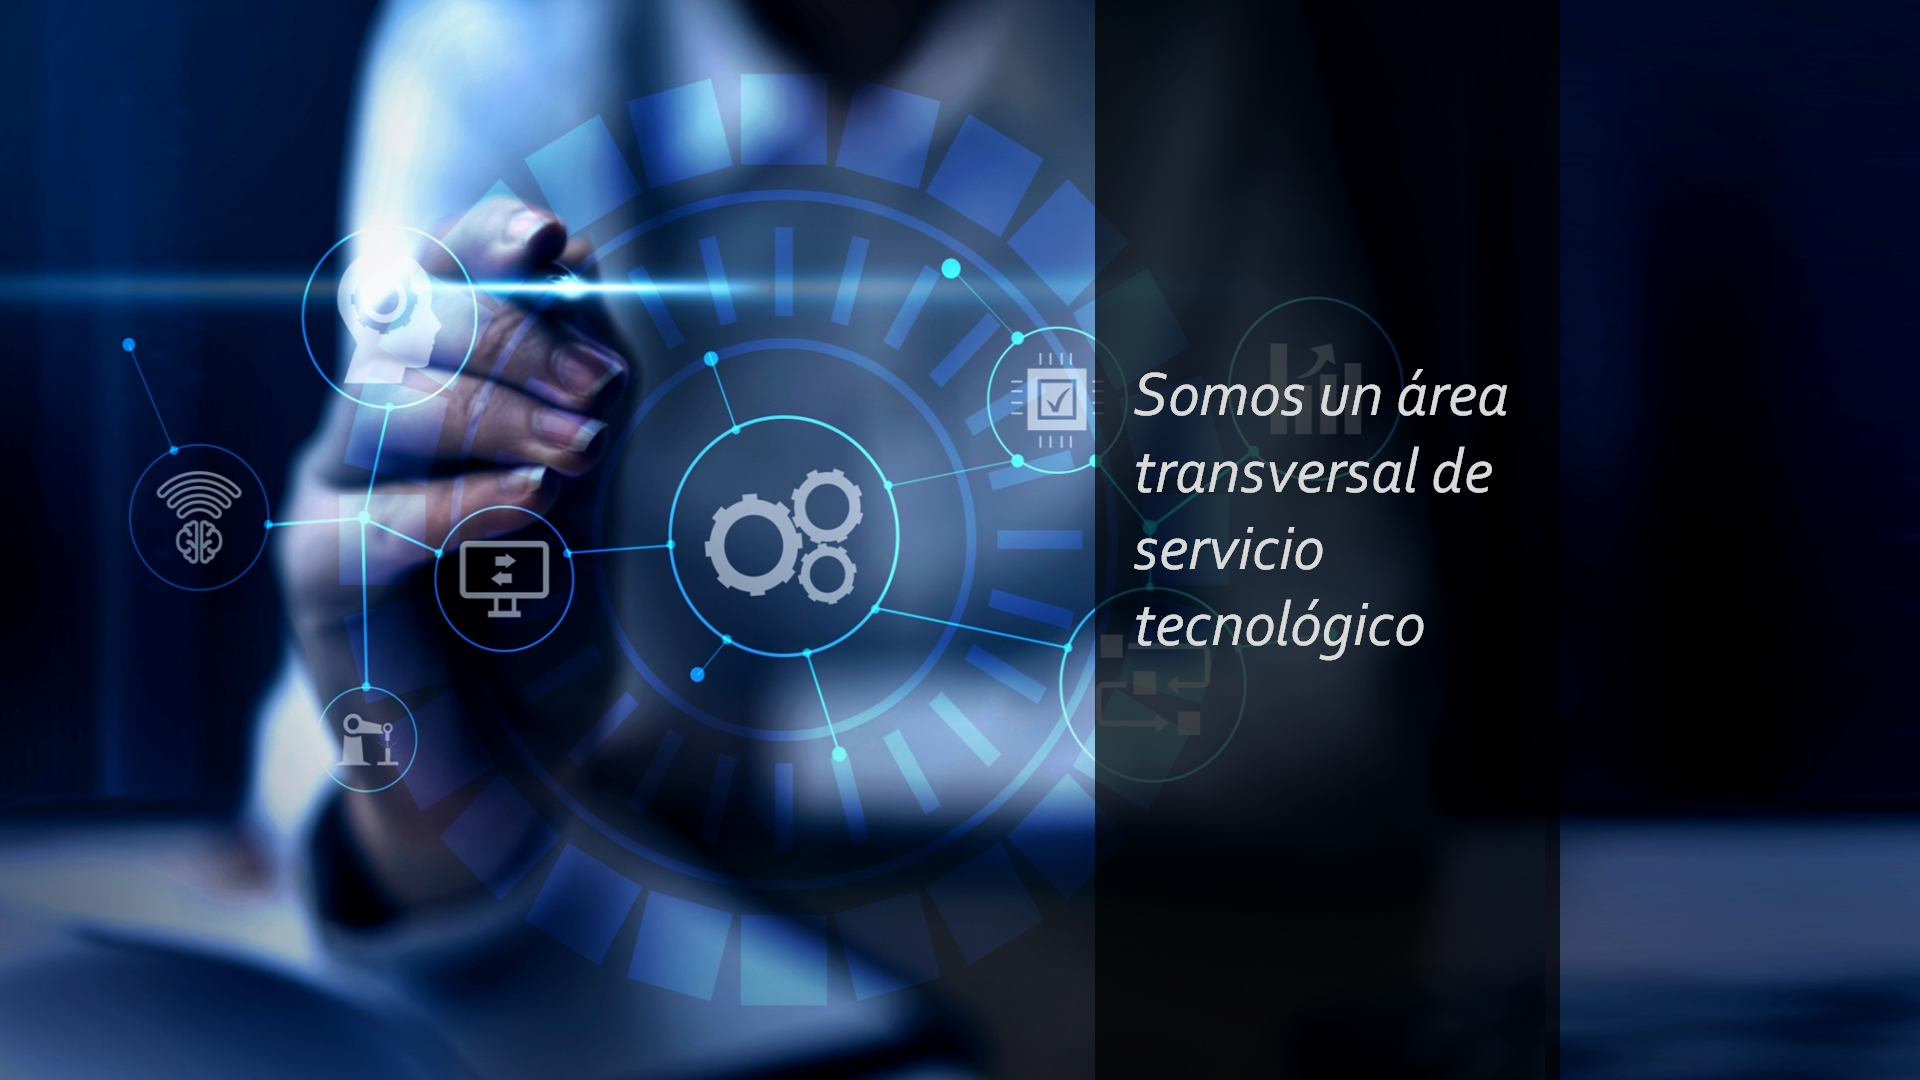 Somos un área
transversal de
servicio
tecnológico